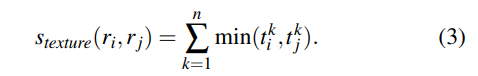 s_{texture}(r_i, r_j) = \sum_{k=1}^{n} \min(t_i^k, t_j^k). (3)